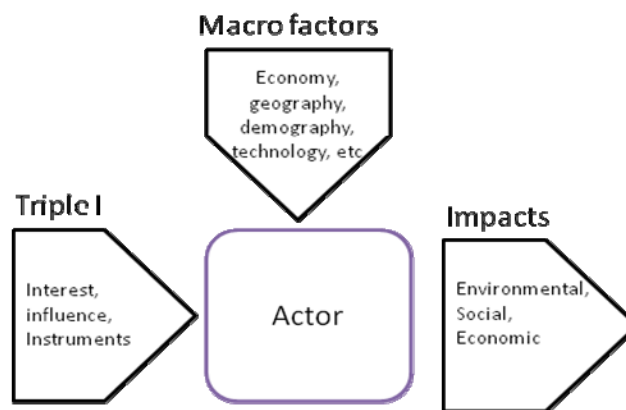 Macro factors
Economy,
geography,
demography,
technology, etc
Triple I
Interest,
influence,
Instruments
Actor
Impacts
Environmental,
Social,
Economic